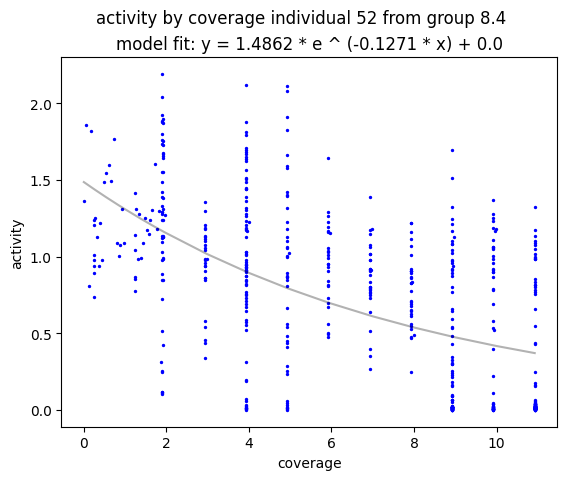 activity by coverage individual 52 from group 8.4
model fit: y = 1.4862 * e ^ (-0.1271 * x) + 0.0
2.0
1.5
1.0
0.5
0.0
activity
0 2 4 6 8 10
coverage